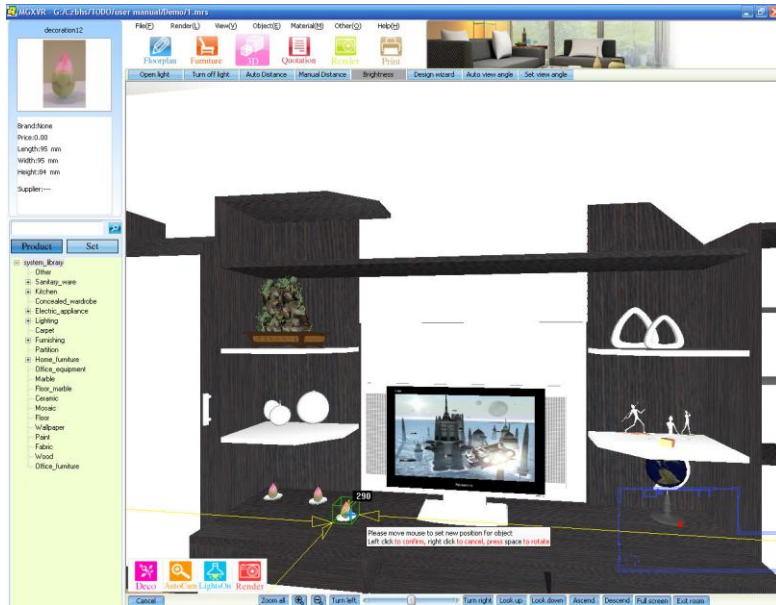 MGXVR - G:/Czbhs/TODO/user manual/Demo/1.mrs
decoration12
File(F) Render(L) View(V) Object(E) Material(M) Other(O) Help(H)
Floorplan Furniture 3D Quotation Render Print
Open light Turn off light Auto Distance Manual Distance Brightness Design wizard Auto view angle Set view angle
Brand:None
Price:0.00
Length:95 mm
Width:95 mm
Height:84 mm
Supplier:---
Product Set
system_library
Other
Sanitary_ware
Kitchen
Concealed_wardrobe
Electric_appliance
Lighting
Carpet
Furnishing
Partition
Home_furniture
Office_equipment
Marble
Floor_marble
Ceramic
Mosaic
Floor
Wallpaper
Paint
Fabric
Wood
Office_furniture
290
Please move mouse to set new position for object
Left click to confirm, right click to cancel, press space to rotate
Deco AutoCam LightsOn Render
Cancel Zoom all Turn left Turn right Look up Look down Ascend Descend Full screen Exit room